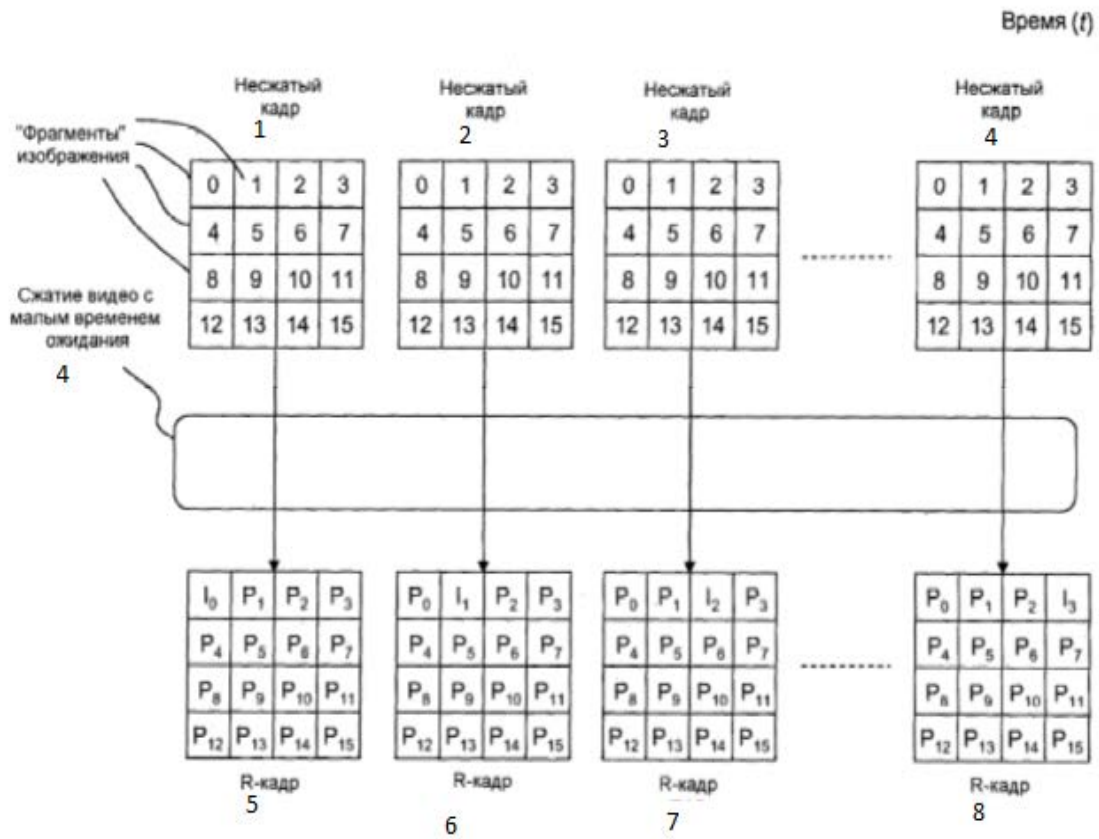 Время (t)
Несжатый кадр 1
Несжатый кадр 2
Несжатый кадр 3
Несжатый кадр 4
"Фрагменты" изображения
0 1 2 3
4 5 6 7
8 9 10 11
12 13 14 15
0 1 2 3
4 5 6 7
8 9 10 11
12 13 14 15
0 1 2 3
4 5 6 7
8 9 10 11
12 13 14 15
0 1 2 3
4 5 6 7
8 9 10 11
12 13 14 15
Сжатие видео с
малым временем
ожидания
4
I0 P1 P2 P3
P4 P5 P6 P7
P8 P9 P10 P11
P12 P13 P14 P15
R-кадр
5
P0 I1 P2 P3
P4 P5 P6 P7
P8 P9 P10 P11
P12 P13 P14 P15
R-кадр
6
P0 P1 I2 P3
P4 P5 P6 P7
P8 P9 P10 P11
P12 P13 P14 P15
R-кадр
7
P0 P1 P2 I3
P4 P5 P6 P7
P8 P9 P10 P11
P12 P13 P14 P15
R-кадр
8